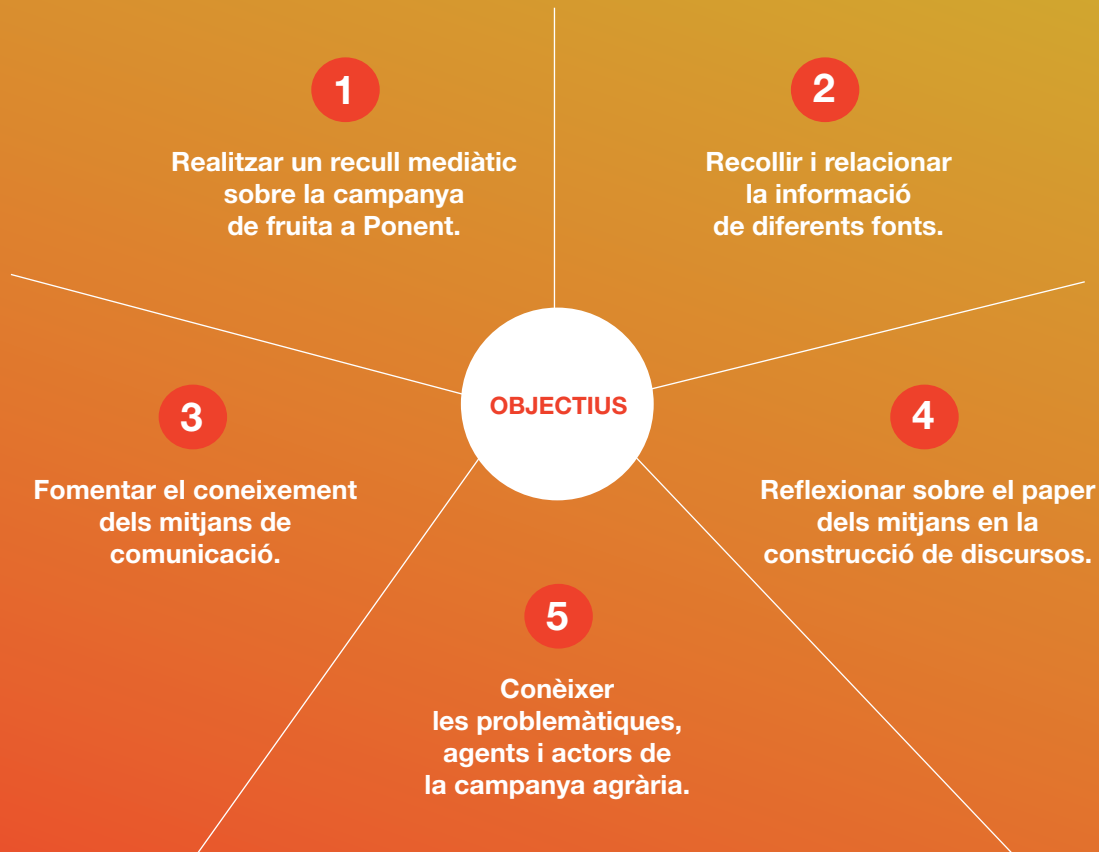 1
Realitzar un recull mediàtic
sobre la campanya
de fruita a Ponent.
2
Recollir i relacionar
la informació
de diferents fonts.
OBJECTIUS
3
Fomentar el coneixement
dels mitjans de
comunicació.
4
Reflexionar sobre el paper
dels mitjans en la
construcció de discursos.
5
Conèixer
les problemàtiques,
agents i actors de
la campanya agrària.